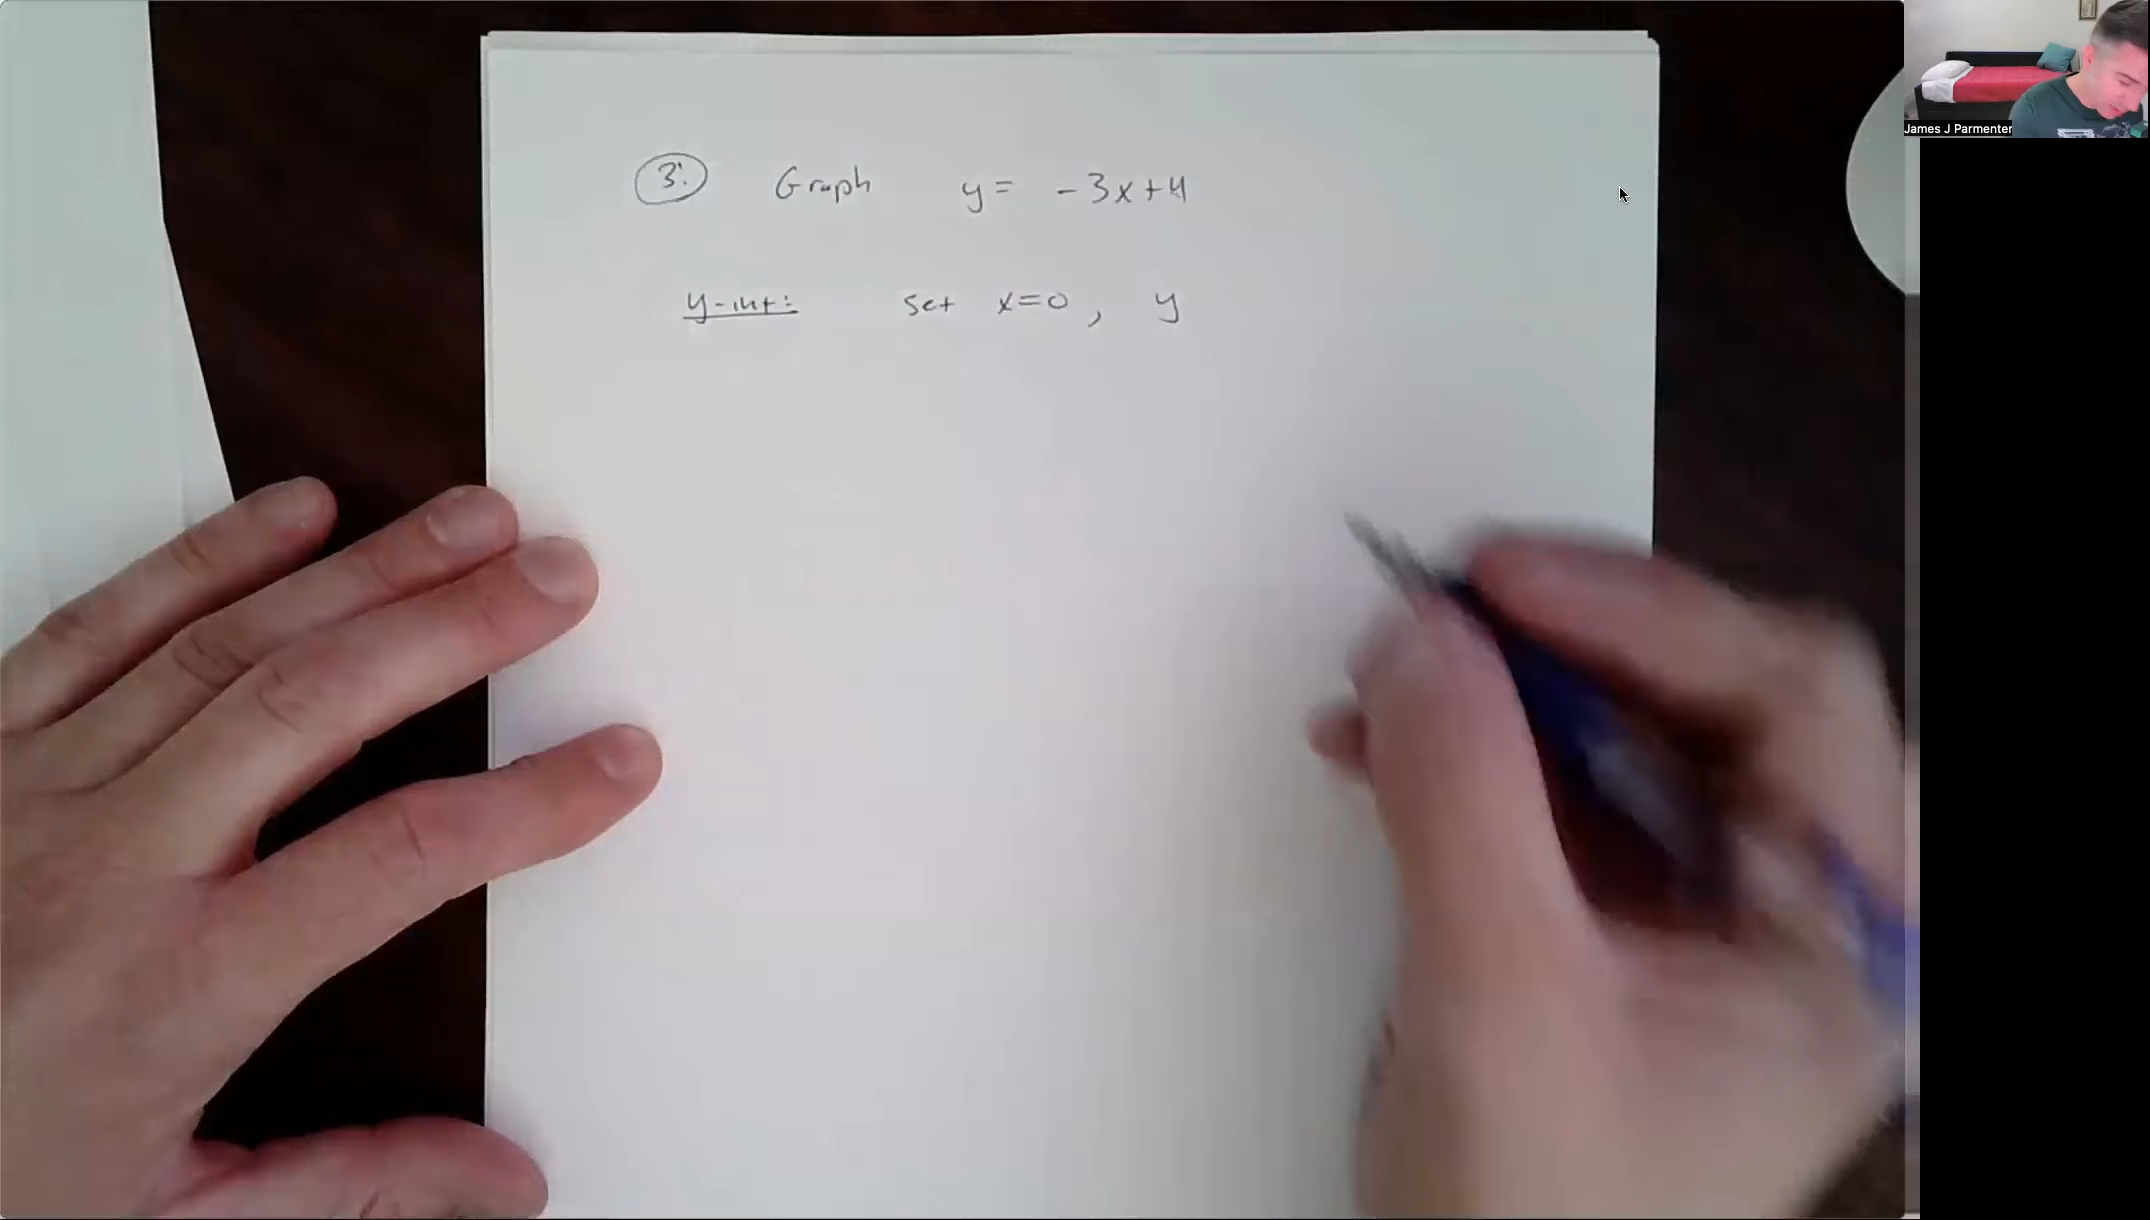 3. Graph y = -3x+4
y-int: set x=0, y
James J Parmenter